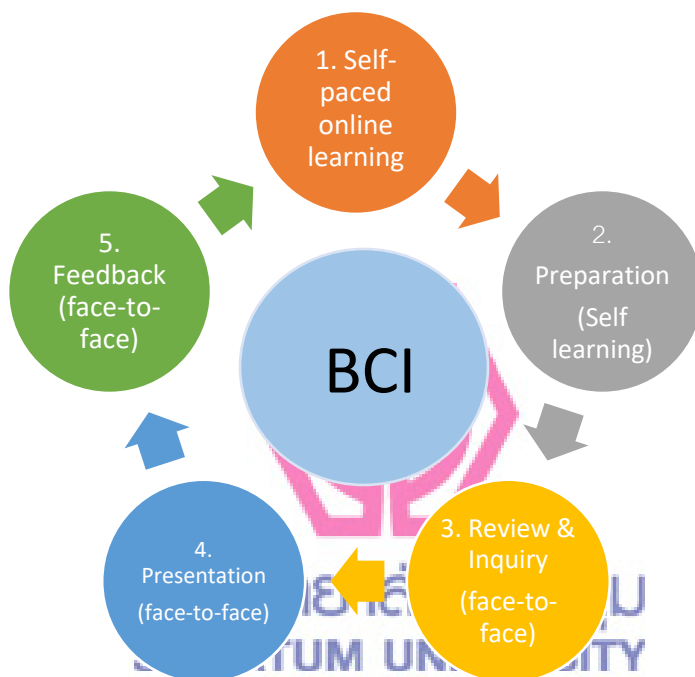 1. Self-
paced
online
learning
2.
Preparation
(Self
learning)
3. Review &
Inquiry
(face-to-
face)
4.
Presentation
(face-to-face)
5.
Feedback
(face-to-
face)
BCI